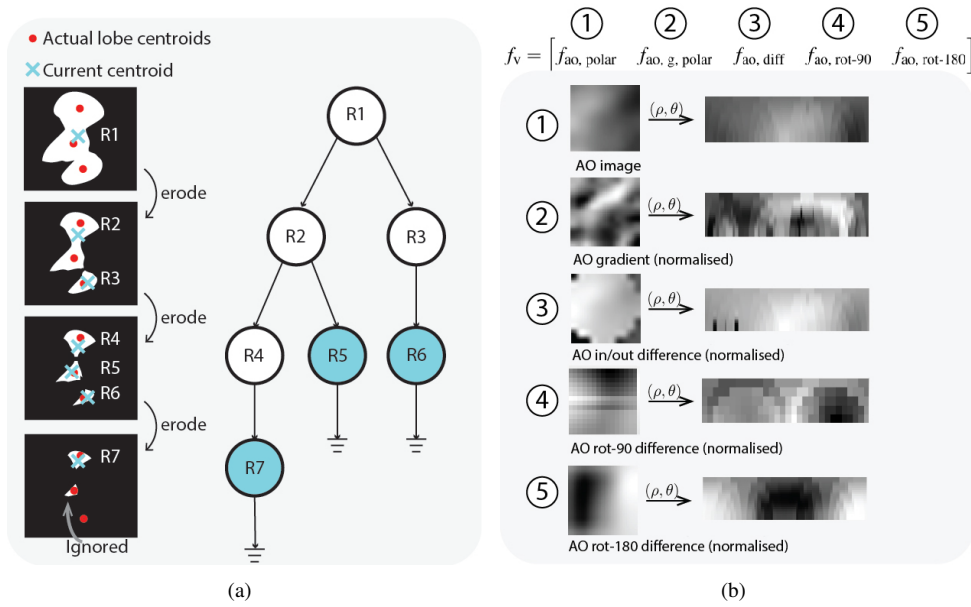 Actual lobe centroids
Current centroid
R1
erode
R2
R3
erode
R4
R5
R6
erode
R7
Ignored
R1
R2
R3
R4
R5
R6
R7
(a)
1 2 3 4 5
f_v = [f_ao, polar f_ao, g, polar f_ao, diff f_ao, rot-90 f_ao, rot-180]
1
(ρ, θ)
AO image
2
(ρ, θ)
AO gradient (normalised)
3
(ρ, θ)
AO in/out difference (normalised)
4
(ρ, θ)
AO rot-90 difference (normalised)
5
(ρ, θ)
AO rot-180 difference (normalised)
(b)